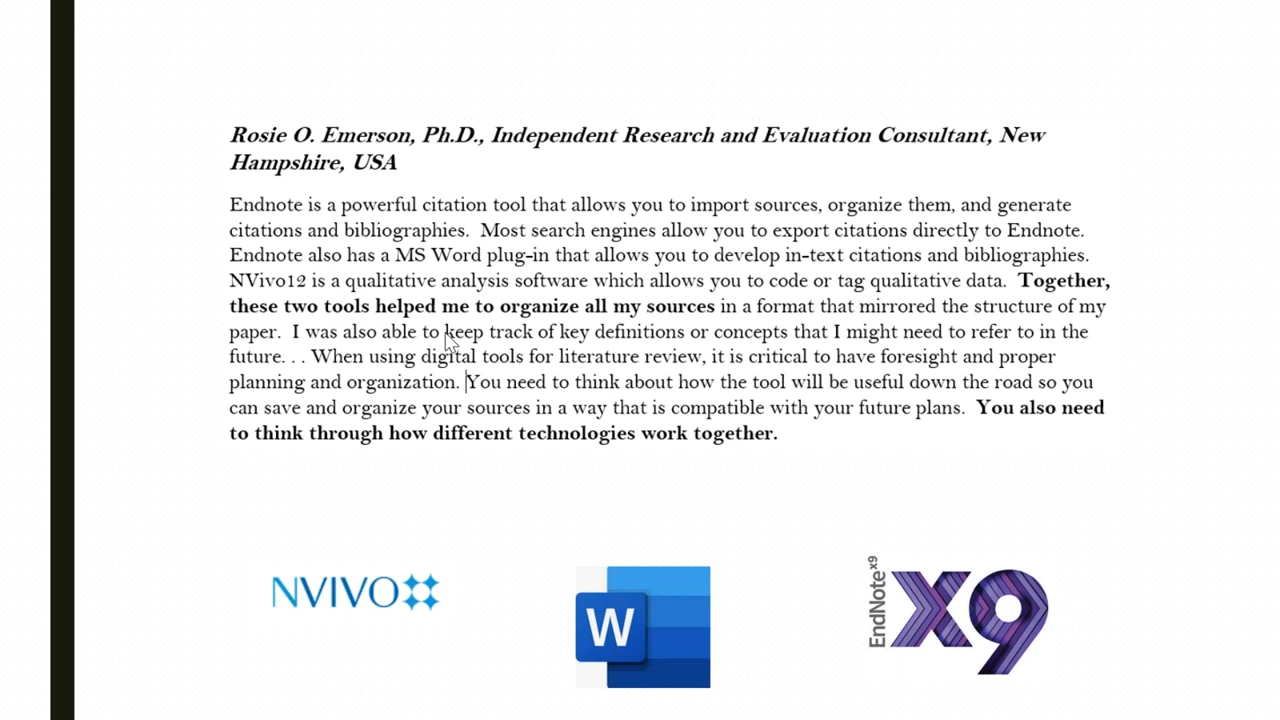 Rosie O. Emerson, Ph.D., Independent Research and Evaluation Consultant, New
Hampshire, USA
Endnote is a powerful citation tool that allows you to import sources, organize them, and generate
citations and bibliographies.  Most search engines allow you to export citations directly to Endnote.
Endnote also has a MS Word plug-in that allows you to develop in-text citations and bibliographies.
NVivo12 is a qualitative analysis software which allows you to code or tag qualitative data.  Together,
these two tools helped me to organize all my sources in a format that mirrored the structure of my
paper.  I was also able to keep track of key definitions or concepts that I might need to refer to in the
future. . . When using digital tools for literature review, it is critical to have foresight and proper
planning and organization. You need to think about how the tool will be useful down the road so you
can save and organize your sources in a way that is compatible with your future plans.  You also need
to think through how different technologies work together.
NVIVO
W
EndNote x9
X9